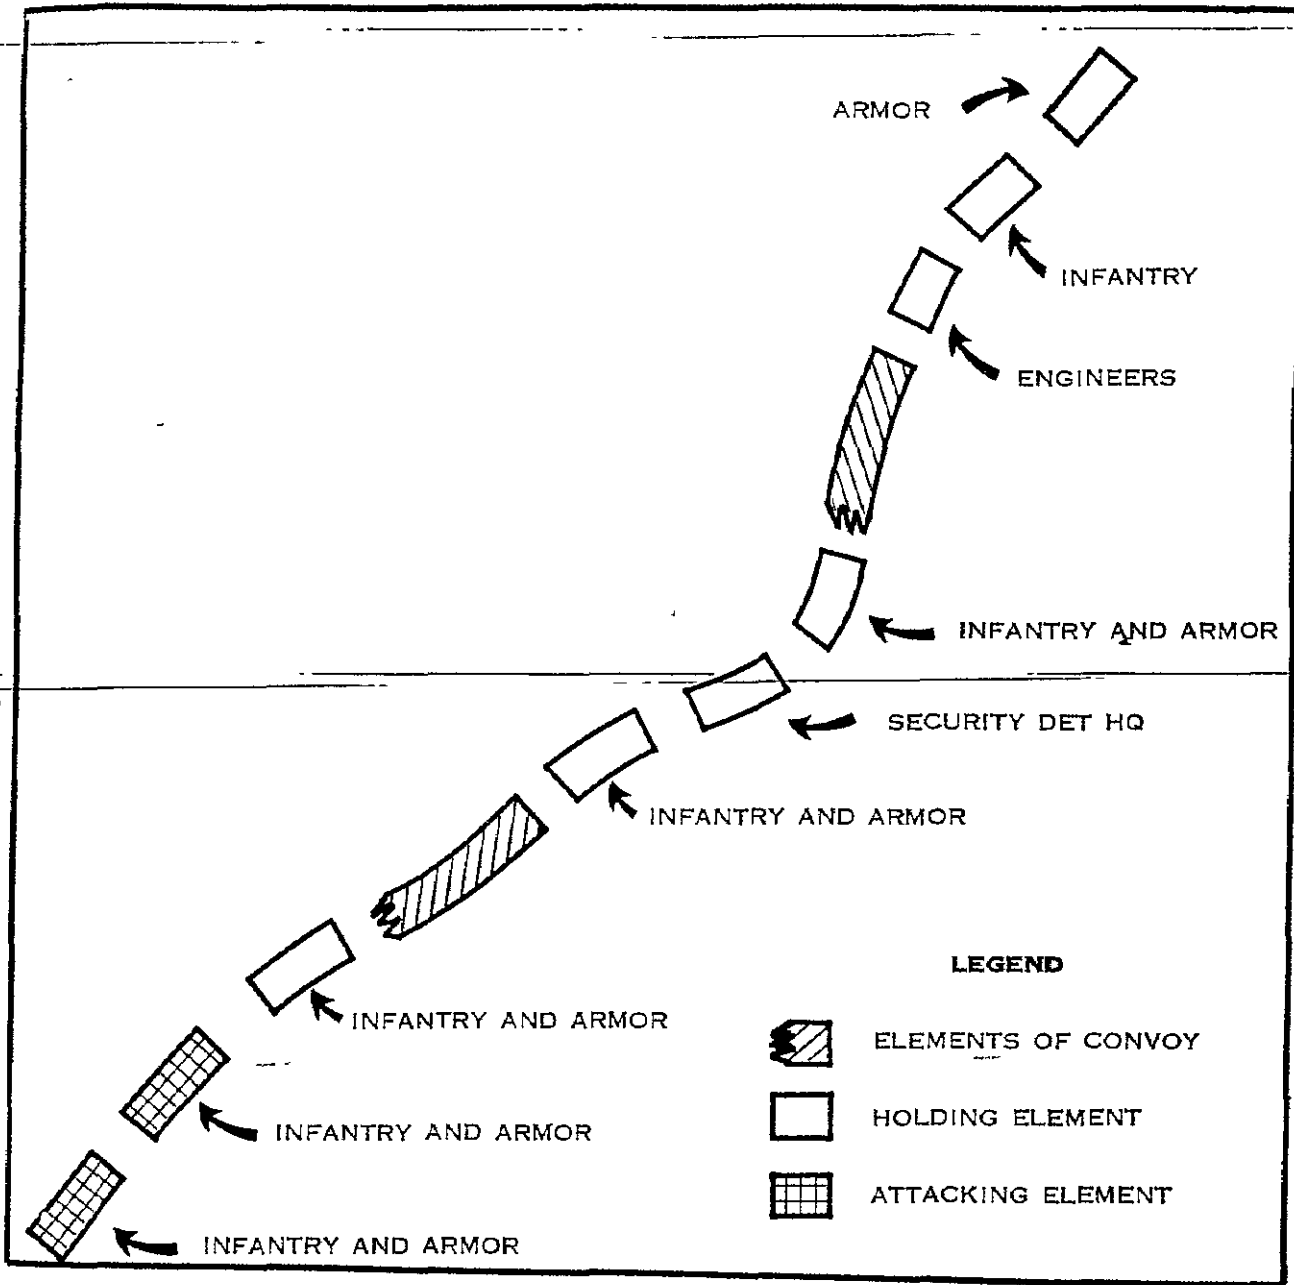 ARMOR
INFANTRY
ENGINEERS
INFANTRY AND ARMOR
SECURITY DET HQ
INFANTRY AND ARMOR
INFANTRY AND ARMOR
INFANTRY AND ARMOR
INFANTRY AND ARMOR
LEGEND
ELEMENTS OF CONVOY
HOLDING ELEMENT
ATTACKING ELEMENT